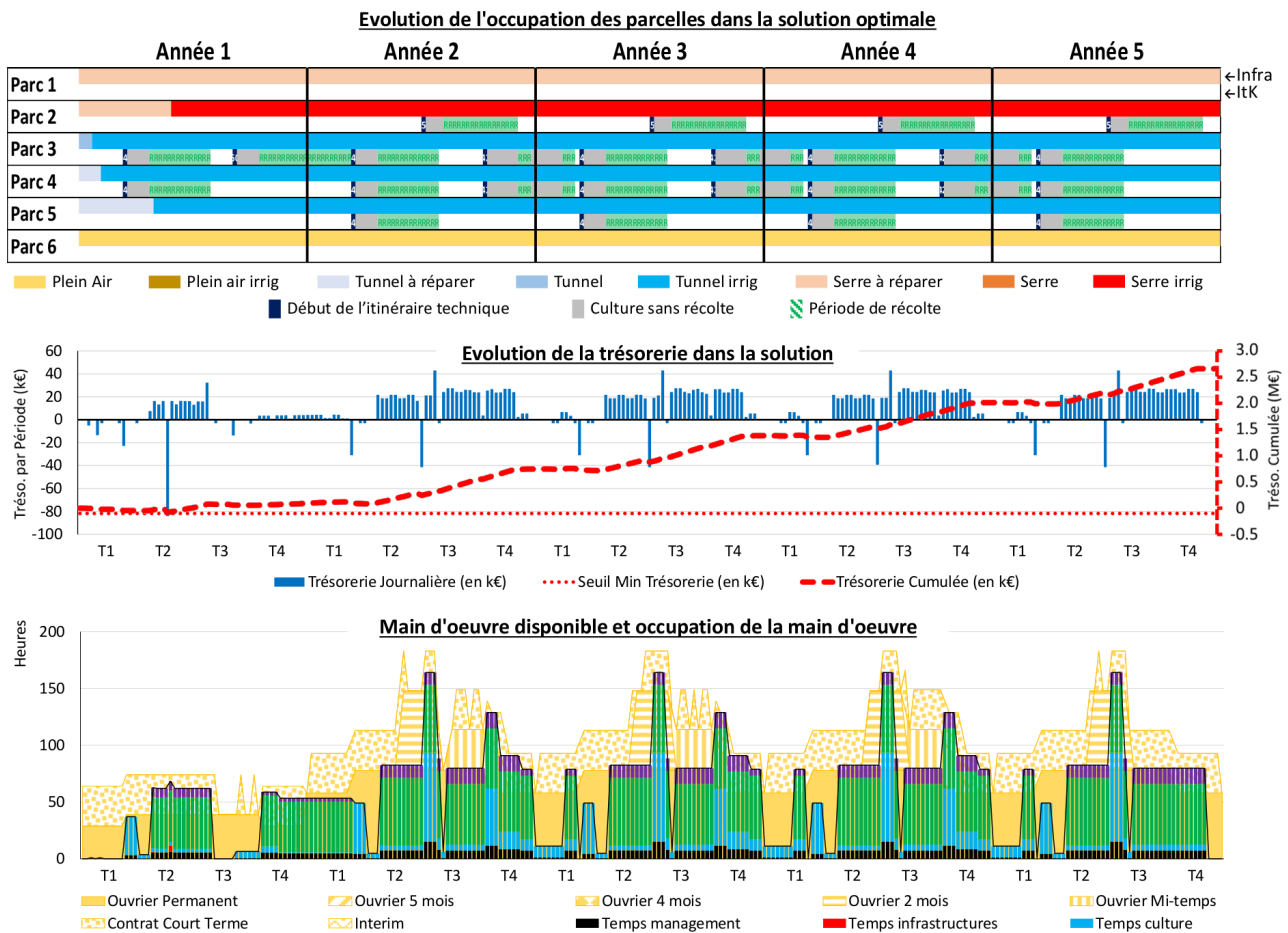 Evolution de l'occupation des parcelles dans la solution optimale
Année 1 Année 2 Année 3 Année 4 Année 5
Parc 1
←Infra
←ItK
Parc 2
Parc 3
Parc 4
Parc 5
Parc 6
Plein Air Plein air irrig Tunnel à réparer Tunnel Tunnel irrig Serre à réparer Serre Serre irrig
Début de l'itinéraire technique Culture sans récolte Période de récolte
Evolution de la trésorerie dans la solution
Tréso. par Période (k€)
60
40
20
0
-20
-40
-60
-80
-100
3.0
2.5
2.0
1.5
1.0
0.5
0
-0.5
Tréso. Cumulée (M€)
T1 T2 T3 T4 T1 T2 T3 T4 T1 T2 T3 T4 T1 T2 T3 T4 T1 T2 T3 T4
Trésorerie Journalière (en k€) Seuil Min Trésorerie (en k€) Trésorerie Cumulée (en k€)
Main d'oeuvre disponible et occupation de la main d'oeuvre
Heures
200
150
100
50
0
T1 T2 T3 T4 T1 T2 T3 T4 T1 T2 T3 T4 T1 T2 T3 T4 T1 T2 T3 T4
Ouvrier Permanent Ouvrier 5 mois Ouvrier 4 mois Ouvrier 2 mois Ouvrier Mi-temps
Contrat Court Terme Interim Temps management Temps infrastructures Temps culture